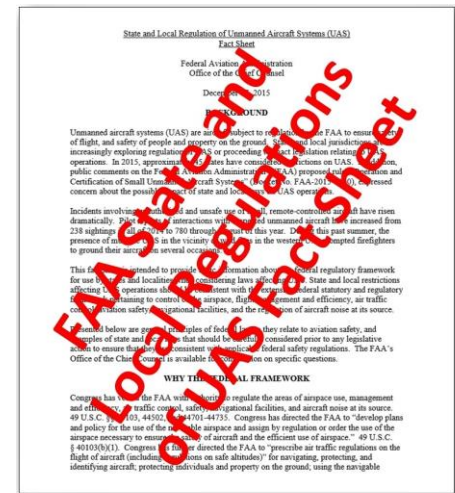 State and Local Regulation of Unmanned Aircraft Systems (UAS)
Fact Sheet
Federal Aviation Administration
Office of the Chief Counsel
December 2015
BACKGROUND
Unmanned aircraft systems (UAS) are aircraft subject to regulation by the FAA to ensure safety
of flight, and safety of people and property on the ground. State and local jurisdictions are
increasingly exploring regulation of UAS or proceeding to enact legislation relating to UAS
operations. In 2015, approximately states have considered restrictions on UAS. In addition,
public comments on the Federal Aviation Administration's (FAA) proposed rule, Operation and
Certification of Small Unmanned Aircraft Systems" (Docket No. FAA-2015- expressed
concern about the possible impact of state and local laws on UAS operations.
Incidents involving unauthorized and unsafe use of small, remote-controlled aircraft have risen
dramatically. Pilot reports of interactions with suspected unmanned aircraft have increased from
238 sightings in all of 2014 to 780 through August of this year. During this past summer, the
presence of multiple UAS in the vicinity of wild fires in the western U.S. prompted firefighters
to ground their aircraft on several occasions.
This fact sheet is intended to provide basic information about the federal regulatory framework
for use by states and localities when considering laws affecting UAS. State and local restrictions
affecting UAS operations should be consistent with the extensive federal statutory and regulatory
framework pertaining to control of the airspace, flight management and efficiency, air traffic
control, aviation safety, navigational facilities, and the regulation of aircraft noise at its source.
Presented below are general principles of federal law as they relate to aviation safety, and
examples of state and local laws that should be carefully considered prior to any legislative
action to ensure that they are consistent with applicable federal safety regulations. The FAA's
Office of the Chief Counsel is available for consultation on specific questions.
WHY THE FEDERAL FRAMEWORK
Congress has vested the FAA with authority to regulate the areas of airspace use, management
and efficiency, air traffic control, safety, navigational facilities, and aircraft noise at its source.
49 U.S.C. §§ 40103, 44502, and 44701-44735. Congress has directed the FAA to "develop plans
and policy for the use of the navigable airspace and assign by regulation or order the use of the
airspace necessary to ensure the safety of aircraft and the efficient use of airspace." 49 U.S.C.
§ 40103(b)(1). Congress has further directed the FAA to "prescribe air traffic regulations on the
flight of aircraft (including regulations on safe altitudes)" for navigating, protecting, and
identifying aircraft; protecting individuals and property on the ground; using the navigable
FAA State and
Local Regulations
of UAS Fact Sheet